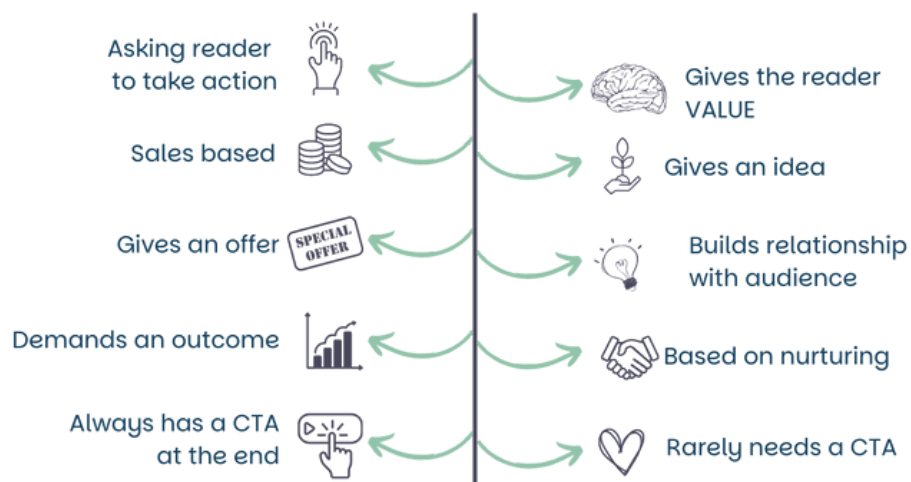 Asking reader
to take action
Sales based
SPECIAL
OFFER
Gives an offer
Demands an outcome
Always has a CTA
at the end
Gives the reader
VALUE
Gives an idea
Builds relationship
with audience
Based on nurturing
Rarely needs a CTA